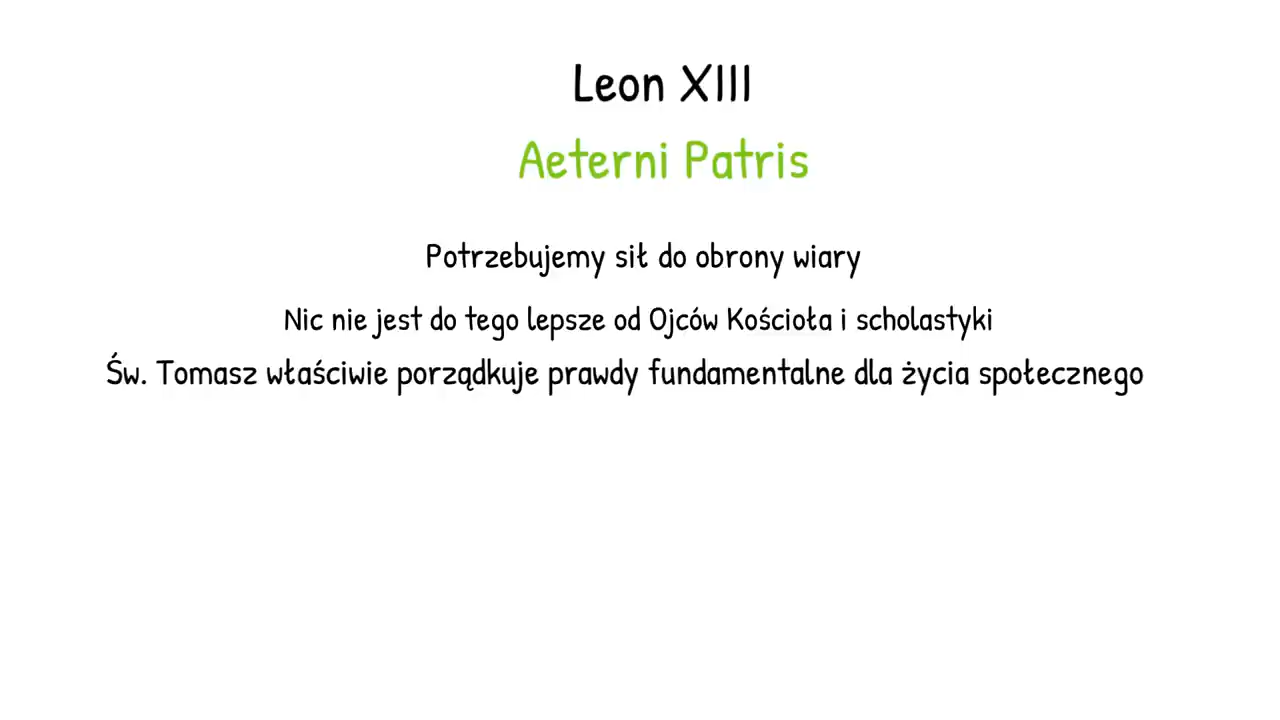 Leon XIII
Aeterni Patris
Potrzebujemy sił do obrony wiary
Nic nie jest do tego lepsze od Ojców Kościoła i scholastyki
Św. Tomasz właściwie porządkuje prawdy fundamentalne dla życia społecznego